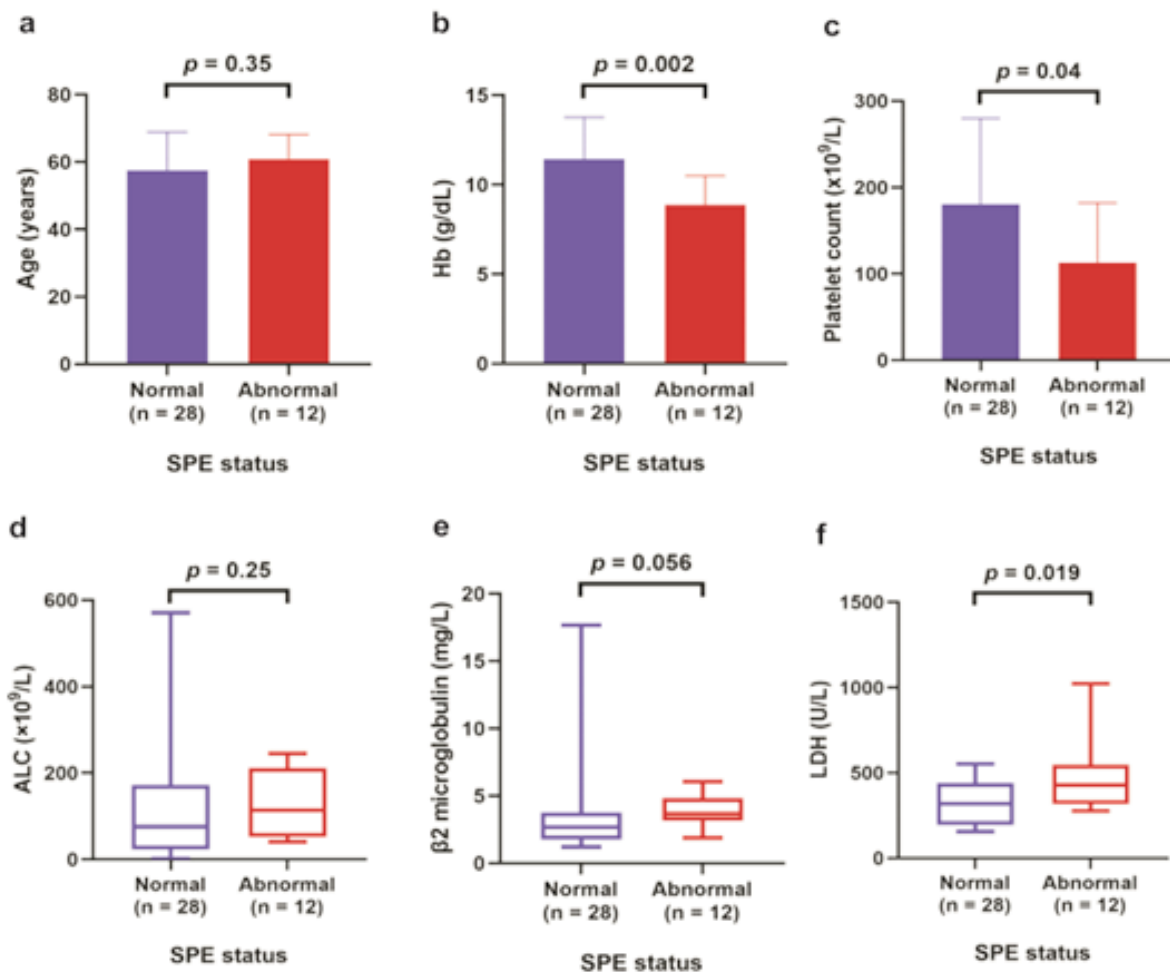 a
p = 0.35
Age (years)
80
60
40
20
0
Normal
(n = 28)
Abnormal
(n = 12)
SPE status
b
p = 0.002
Hb (g/dL)
15
10
5
0
Normal
(n = 28)
Abnormal
(n = 12)
SPE status
c
p = 0.04
Platelet count (x10⁹/L)
300
200
100
0
Normal
(n = 28)
Abnormal
(n = 12)
SPE status
d
p = 0.25
ALC (×10⁹/L)
600
400
200
0
Normal
(n = 28)
Abnormal
(n = 12)
SPE status
e
p = 0.056
β2 microglobulin (mg/L)
20
15
10
5
0
Normal
(n = 28)
Abnormal
(n = 12)
SPE status
f
p = 0.019
LDH (U/L)
1500
1000
500
0
Normal
(n = 28)
Abnormal
(n = 12)
SPE status